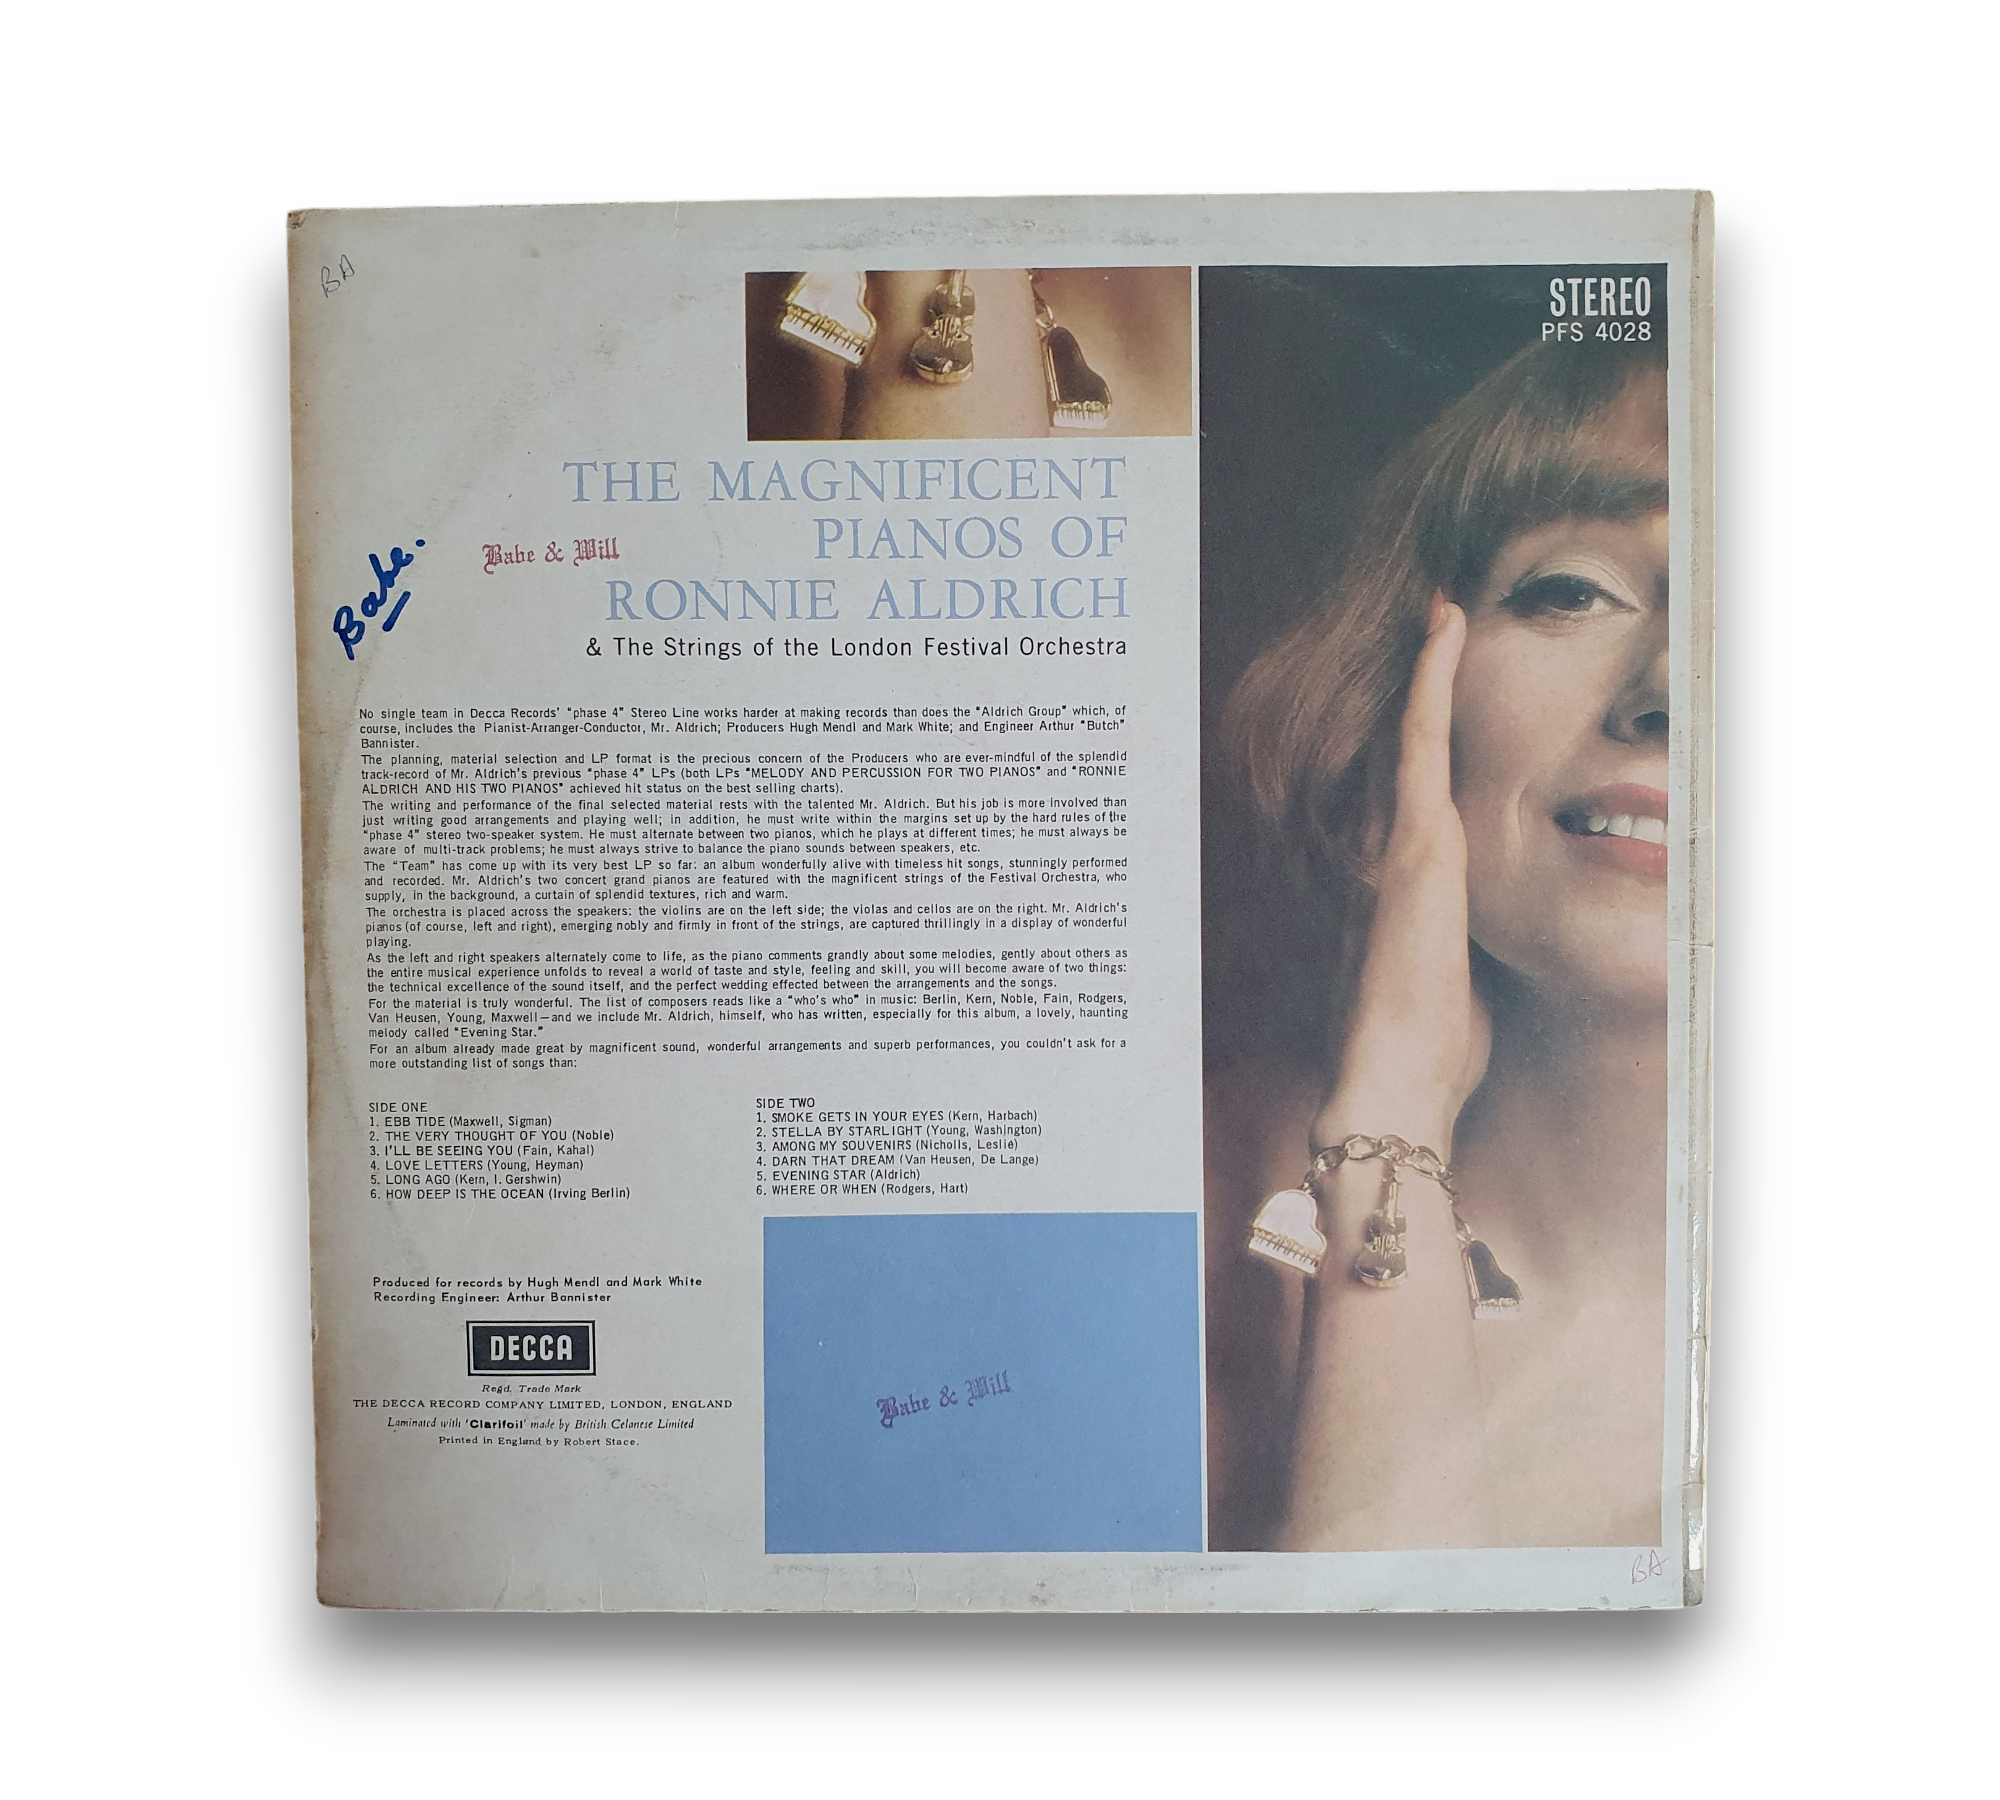 BA
STEREO
PFS 4028
THE MAGNIFICENT
PIANOS OF
RONNIE ALDRICH
& The Strings of the London Festival Orchestra
Babe & Will
Babe.
No single team in Decca Records' "phase 4" Stereo Line works harder at making records than does the "Aldrich Group" which, of
course, includes the Pianist-Arranger-Conductor, Mr. Aldrich; Producers Hugh Mendl and Mark White; and Engineer Arthur "Butch"
Bannister.
The planning, material selection and LP format is the precious concern of the Producers who are ever-mindful of the splendid
track-record of Mr. Aldrich's previous "phase 4" LPs (both LPs "MELODY AND PERCUSSION FOR TWO PIANOS" and "RONNIE
ALDRICH AND HIS TWO PIANOS" achieved hit status on the best selling charts).
The writing and performance of the final selected material rests with the talented Mr. Aldrich. But his job is more involved than
just writing good arrangements and playing well; in addition, he must write within the margins set up by the hard rules of the
"phase 4" stereo two-speaker system. He must alternate between two pianos, which he plays at different times; he must always be
aware of multi-track problems; he must always strive to balance the piano sounds between speakers, etc.
The "Team" has come up with its very best LP so far: an album wonderfully alive with timeless hit songs, stunningly performed
and recorded. Mr. Aldrich's two concert grand pianos are featured with the magnificent strings of the Festival Orchestra, who
supply, in the background, a curtain of splendid textures, rich and warm.
The orchestra is placed across the speakers: the violins are on the left side; the violas and cellos are on the right. Mr. Aldrich's
pianos (of course, left and right), emerging nobly and firmly in front of the strings, are captured thrillingly in a display of wonderful
playing.
As the left and right speakers alternately come to life, as the piano comments grandly about some melodies, gently about others as
the entire musical experience unfolds to reveal a world of taste and style, feeling and skill, you will become aware of two things:
the technical excellence of the sound itself, and the perfect wedding effected between the arrangements and the songs.
For the material is truly wonderful. The list of composers reads like a "who's who" in music: Berlin, Kern, Noble, Fain, Rodgers,
Van Heusen, Young, Maxwell—and we include Mr. Aldrich, himself, who has written, especially for this album, a lovely, haunting
melody called "Evening Star."
For an album already made great by magnificent sound, wonderful arrangements and superb performances, you couldn't ask for a
more outstanding list of songs than:
SIDE ONE
1. EBB TIDE (Maxwell, Sigman)
2. THE VERY THOUGHT OF YOU (Noble)
3. I'LL BE SEEING YOU (Fain, Kahal)
4. LOVE LETTERS (Young, Heyman)
5. LONG AGO (Kern, I. Gershwin)
6. HOW DEEP IS THE OCEAN (Irving Berlin)
SIDE TWO
1. SMOKE GETS IN YOUR EYES (Kern, Harbach)
2. STELLA BY STARLIGHT (Young, Washington)
3. AMONG MY SOUVENIRS (Nicholls, Leslie)
4. DARN THAT DREAM (Van Heusen, De Lange)
5. EVENING STAR (Aldrich)
6. WHERE OR WHEN (Rodgers, Hart)
Produced for records by Hugh Mendl and Mark White
Recording Engineer: Arthur Bannister
DECCA
Regd. Trade Mark
THE DECCA RECORD COMPANY LIMITED, LONDON, ENGLAND
Laminated with 'Clarifoil' made by British Celanese Limited
Printed in England by Robert Stace.
Babe & Will
BA